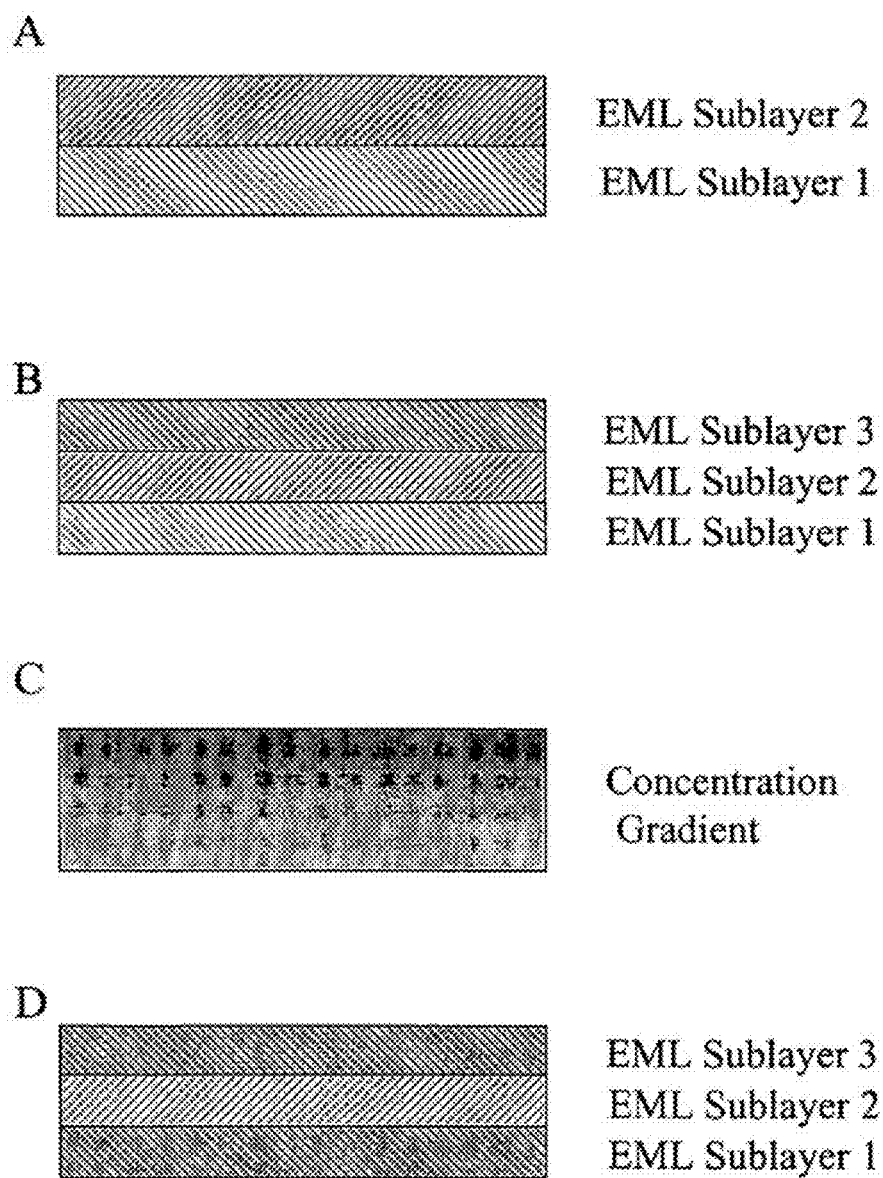 A
EML Sublayer 2
EML Sublayer 1
B
EML Sublayer 3
EML Sublayer 2
EML Sublayer 1
C
Concentration
Gradient
D
EML Sublayer 3
EML Sublayer 2
EML Sublayer 1